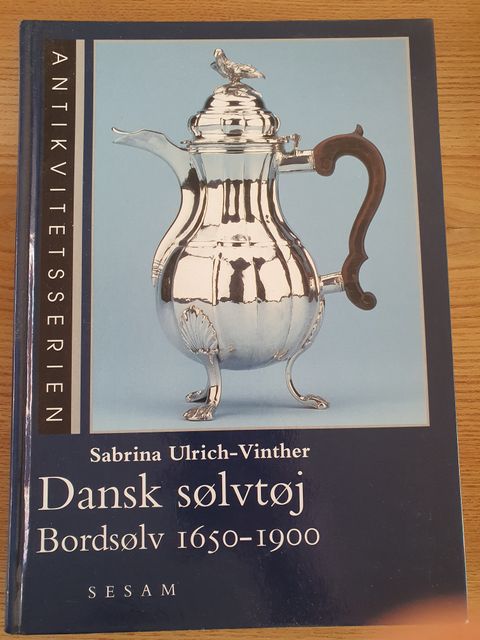 ANTIKVITETSSERIEN
Sabrina Ulrich-Vinther
Dansk sølvtøj
Bordsølv 1650-1900
SESAM